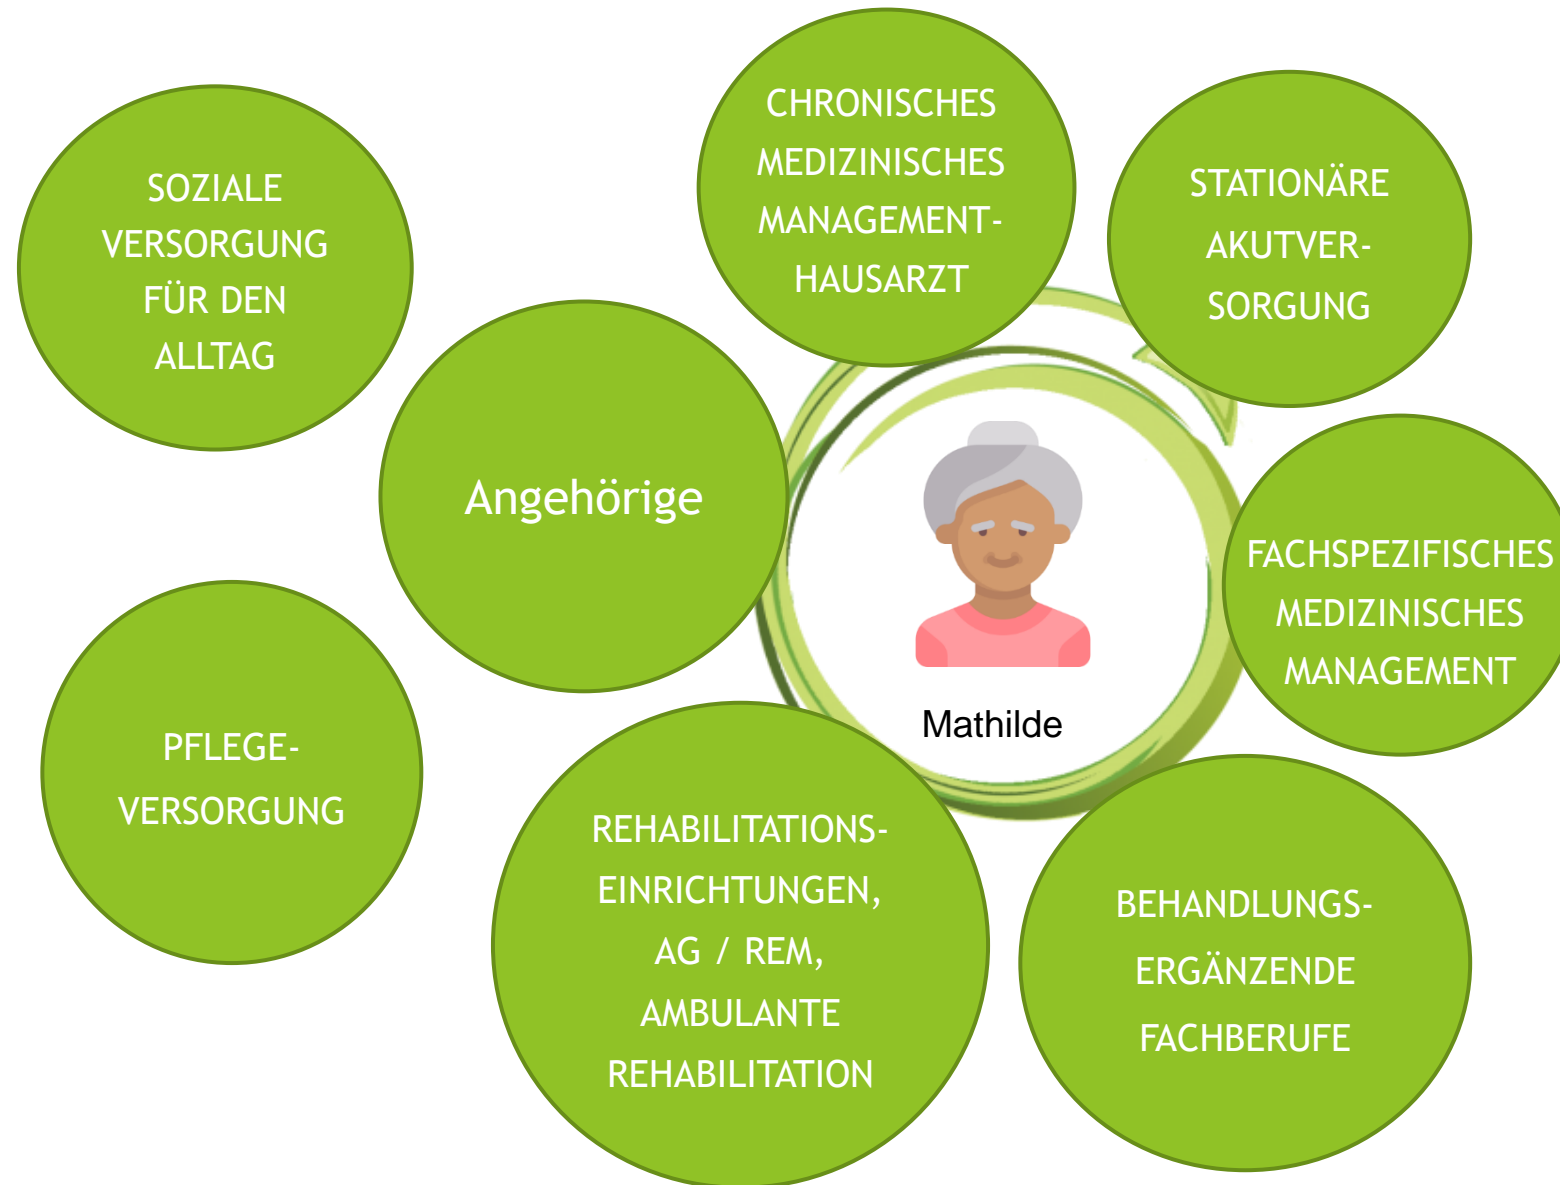 SOZIALE
VERSORGUNG
FÜR DEN
ALLTAG
CHRONISCHES
MEDIZINISCHES
MANAGEMENT-
HAUSARZT
STATIONÄRE
AKUTVER-
SORGUNG
Angehörige
FACHSPEZIFISCHES
MEDIZINISCHES
MANAGEMENT
Mathilde
PFLEGE-
VERSORGUNG
REHABILITATIONS-
EINRICHTUNGEN,
AG / REM,
AMBULANTE
REHABILITATION
BEHANDLUNGS-
ERGÄNZENDE
FACHBERUFE